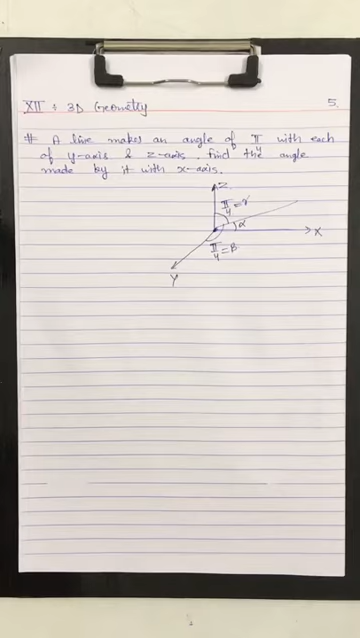 XII : 3D Geometry 5.
# A line makes an angle of π/4 with each
of y-axis & z-axis, find the angle
made by it with x-axis.
Z
π/4 = γ
α
X
π/4 = β
Y